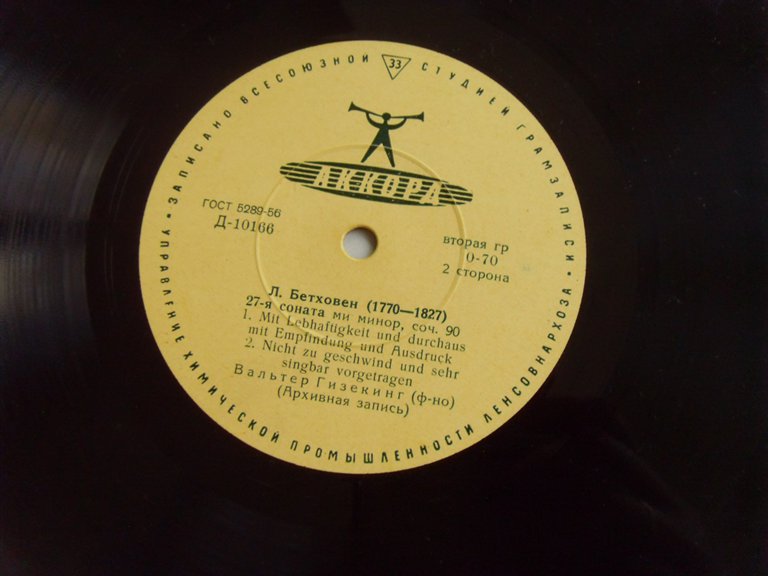 ЗАПИСАНО ВСЕСОЮЗНОЙ 33 СТУДИЕЙ ГРАМЗАПИСИ
АККОРД
ГОСТ 5289-56
Д-10166
вторая гр
0-70
2 сторона
Л. Бетховен (1770—1827)
27-я соната ми минор, соч. 90
1. Mit Lebhaftigkeit und durchaus
mit Empfindung und Ausdruck
2. Nicht zu geschwind und sehr
singbar vorgetragen
Вальтер Гизекинг (ф-но)
(Архивная запись)
• УПРАВЛЕНИЕ ХИМИЧЕСКОЙ ПРОМЫШЛЕННОСТИ ЛЕНСОВНАРХОЗА •